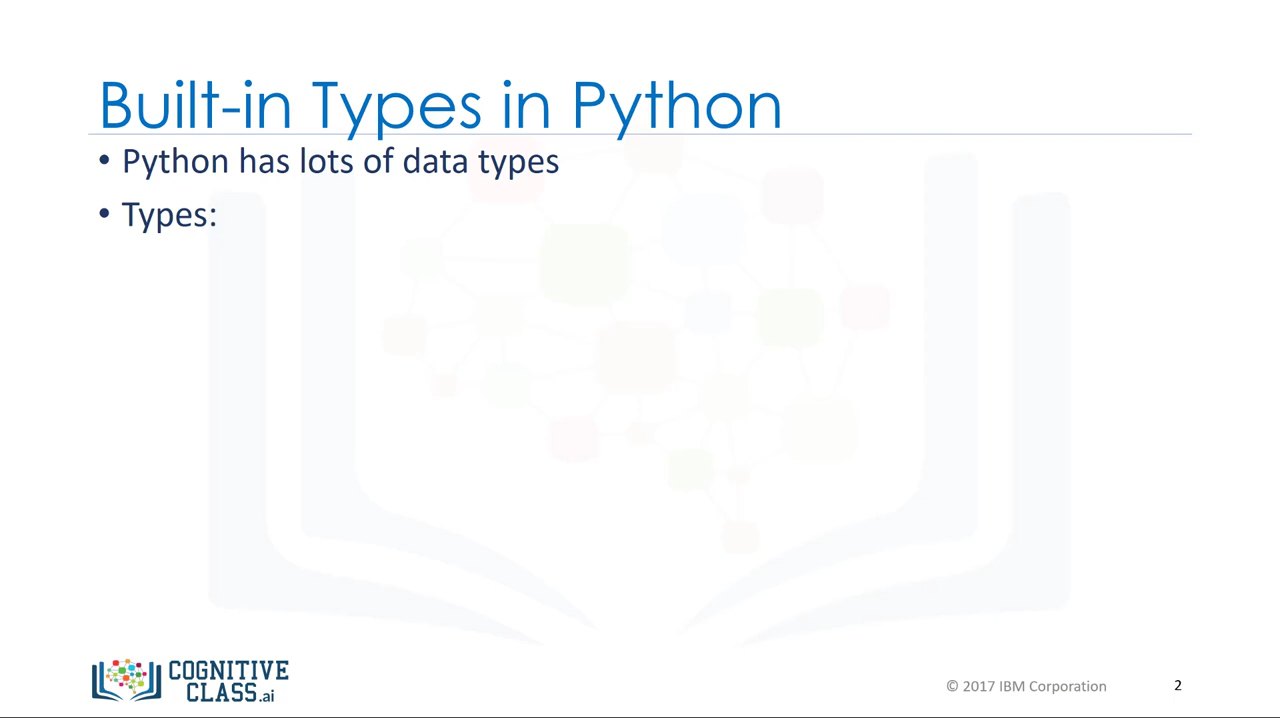 Built-in Types in Python
• Python has lots of data types
• Types:
COGNITIVE
CLASS.ai
© 2017 IBM Corporation
2